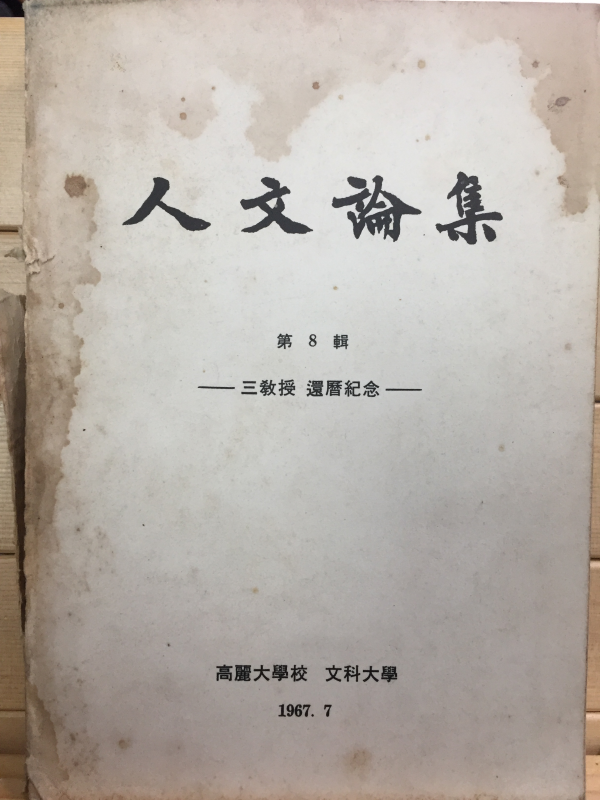 人文論集
第 8 輯
— 三敎授 還曆紀念 —
高麗大學校 文科大學
1967. 7